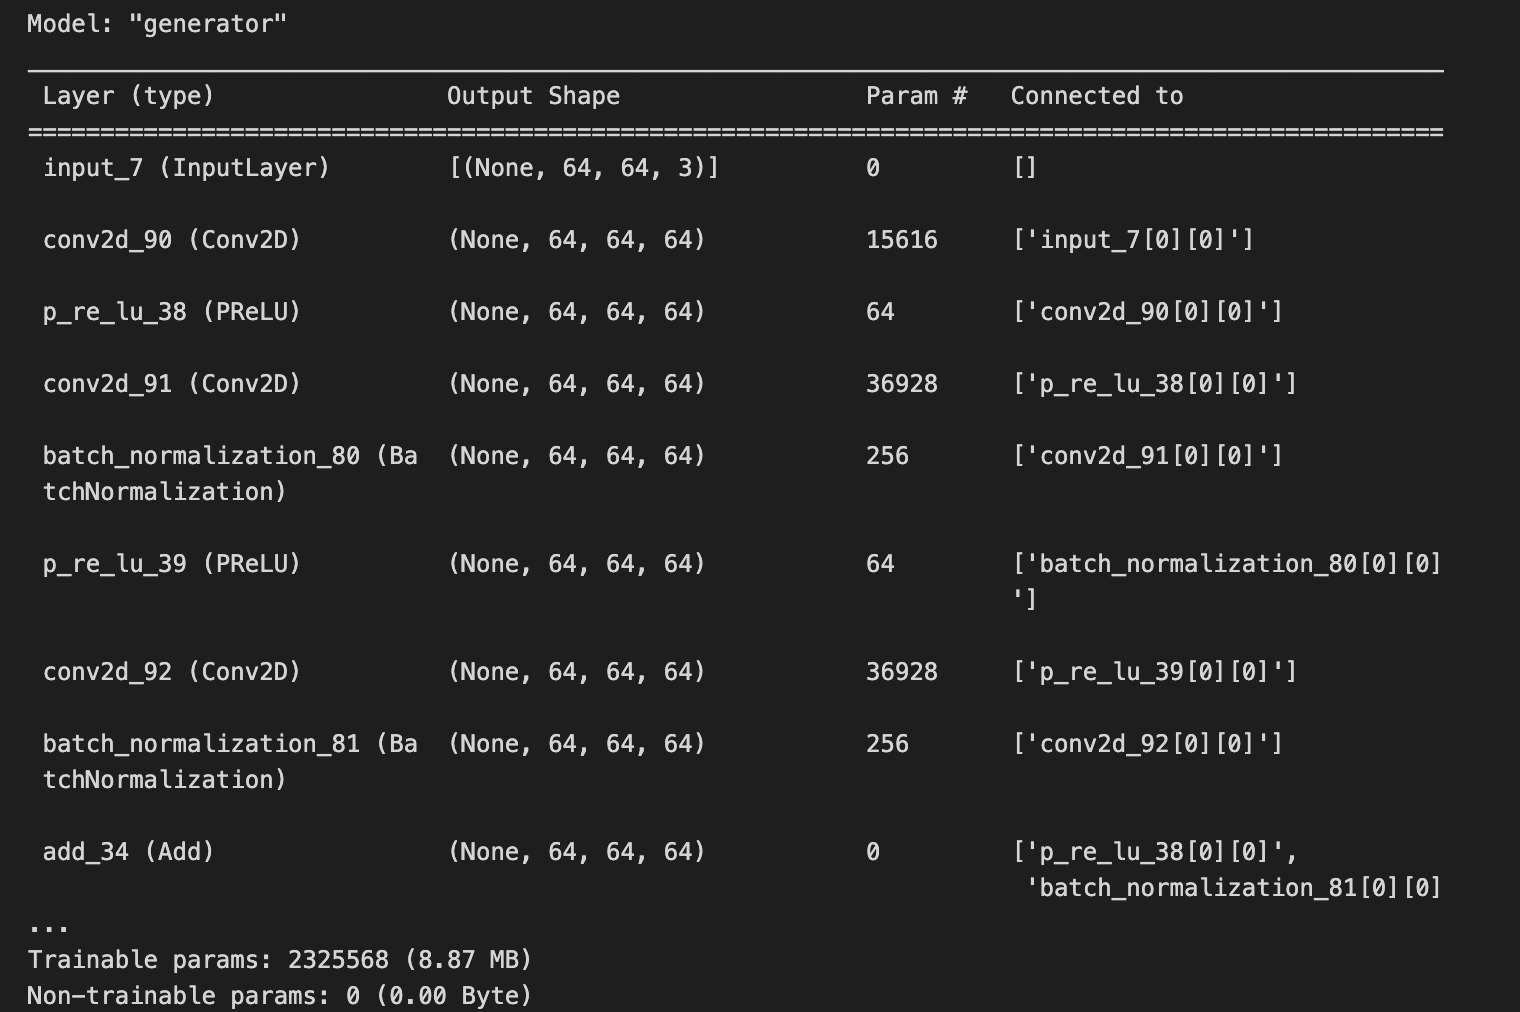 Model: "generator"
Layer (type) Output Shape Param # Connected to
==================================================================================================
input_7 (InputLayer) [(None, 64, 64, 3)] 0 []
conv2d_90 (Conv2D) (None, 64, 64, 64) 15616 ['input_7[0][0]']
p_re_lu_38 (PReLU) (None, 64, 64, 64) 64 ['conv2d_90[0][0]']
conv2d_91 (Conv2D) (None, 64, 64, 64) 36928 ['p_re_lu_38[0][0]']
batch_normalization_80 (Ba (None, 64, 64, 64) 256 ['conv2d_91[0][0]']
tchNormalization)
p_re_lu_39 (PReLU) (None, 64, 64, 64) 64 ['batch_normalization_80[0][0]
']
conv2d_92 (Conv2D) (None, 64, 64, 64) 36928 ['p_re_lu_39[0][0]']
batch_normalization_81 (Ba (None, 64, 64, 64) 256 ['conv2d_92[0][0]']
tchNormalization)
add_34 (Add) (None, 64, 64, 64) 0 ['p_re_lu_38[0][0]',
'batch_normalization_81[0][0]
...
Trainable params: 2325568 (8.87 MB)
Non-trainable params: 0 (0.00 Byte)